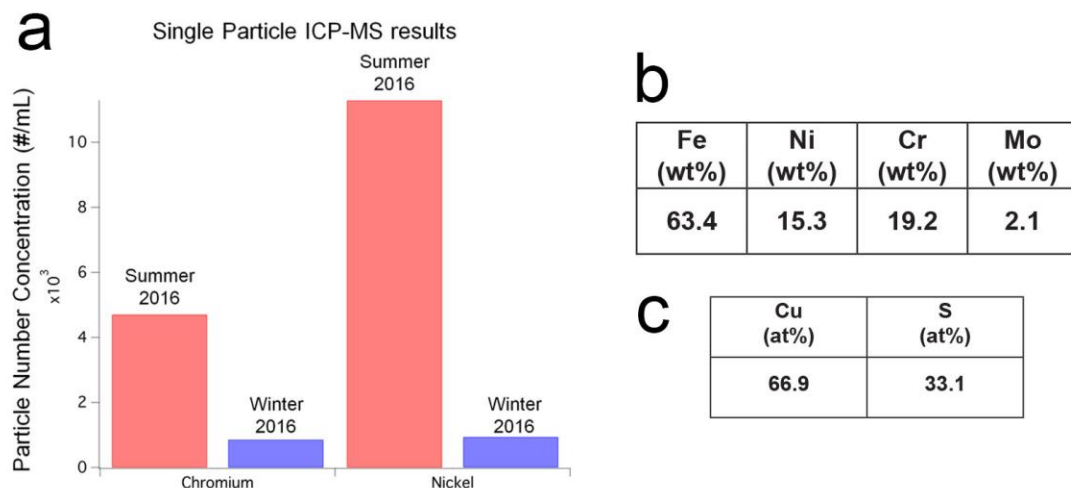 a
Single Particle ICP-MS results
Particle Number Concentration (#/mL)
x10³
10
8
6
4
2
0
Summer
2016
Winter
2016
Summer
2016
Winter
2016
Chromium
Nickel
b
Fe Ni Cr Mo
(wt%) (wt%) (wt%) (wt%)
63.4 15.3 19.2 2.1
c
Cu S
(at%) (at%)
66.9 33.1